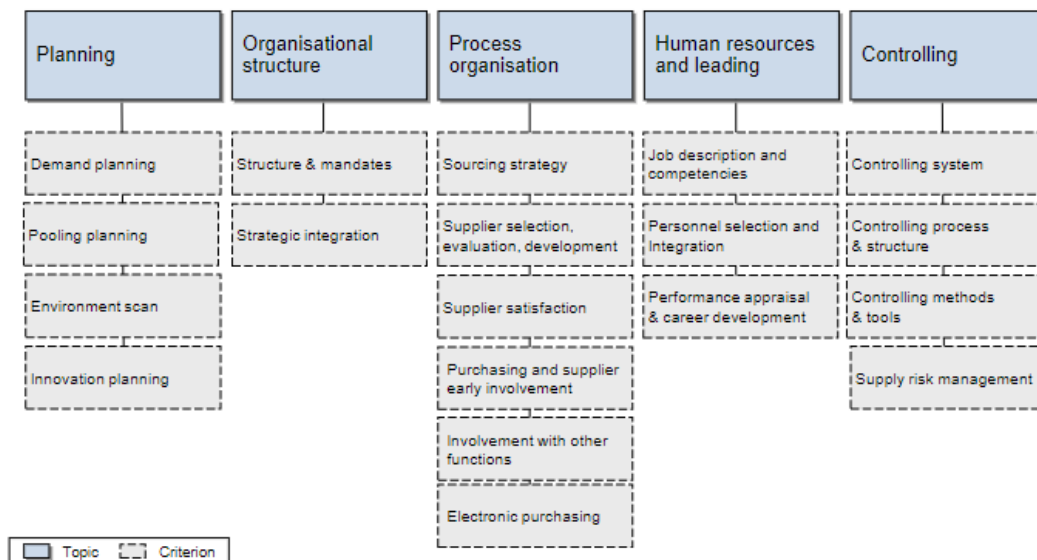 Planning
Organisational
structure
Process
organisation
Human resources
and leading
Controlling
Demand planning
Pooling planning
Environment scan
Innovation planning
Structure & mandates
Strategic integration
Sourcing strategy
Supplier selection,
evaluation, development
Supplier satisfaction
Purchasing and supplier
early involvement
Involvement with other
functions
Electronic purchasing
Job description and
competencies
Personnel selection and
Integration
Performance appraisal
& career development
Controlling system
Controlling process
& structure
Controlling methods
& tools
Supply risk management
Topic
Criterion